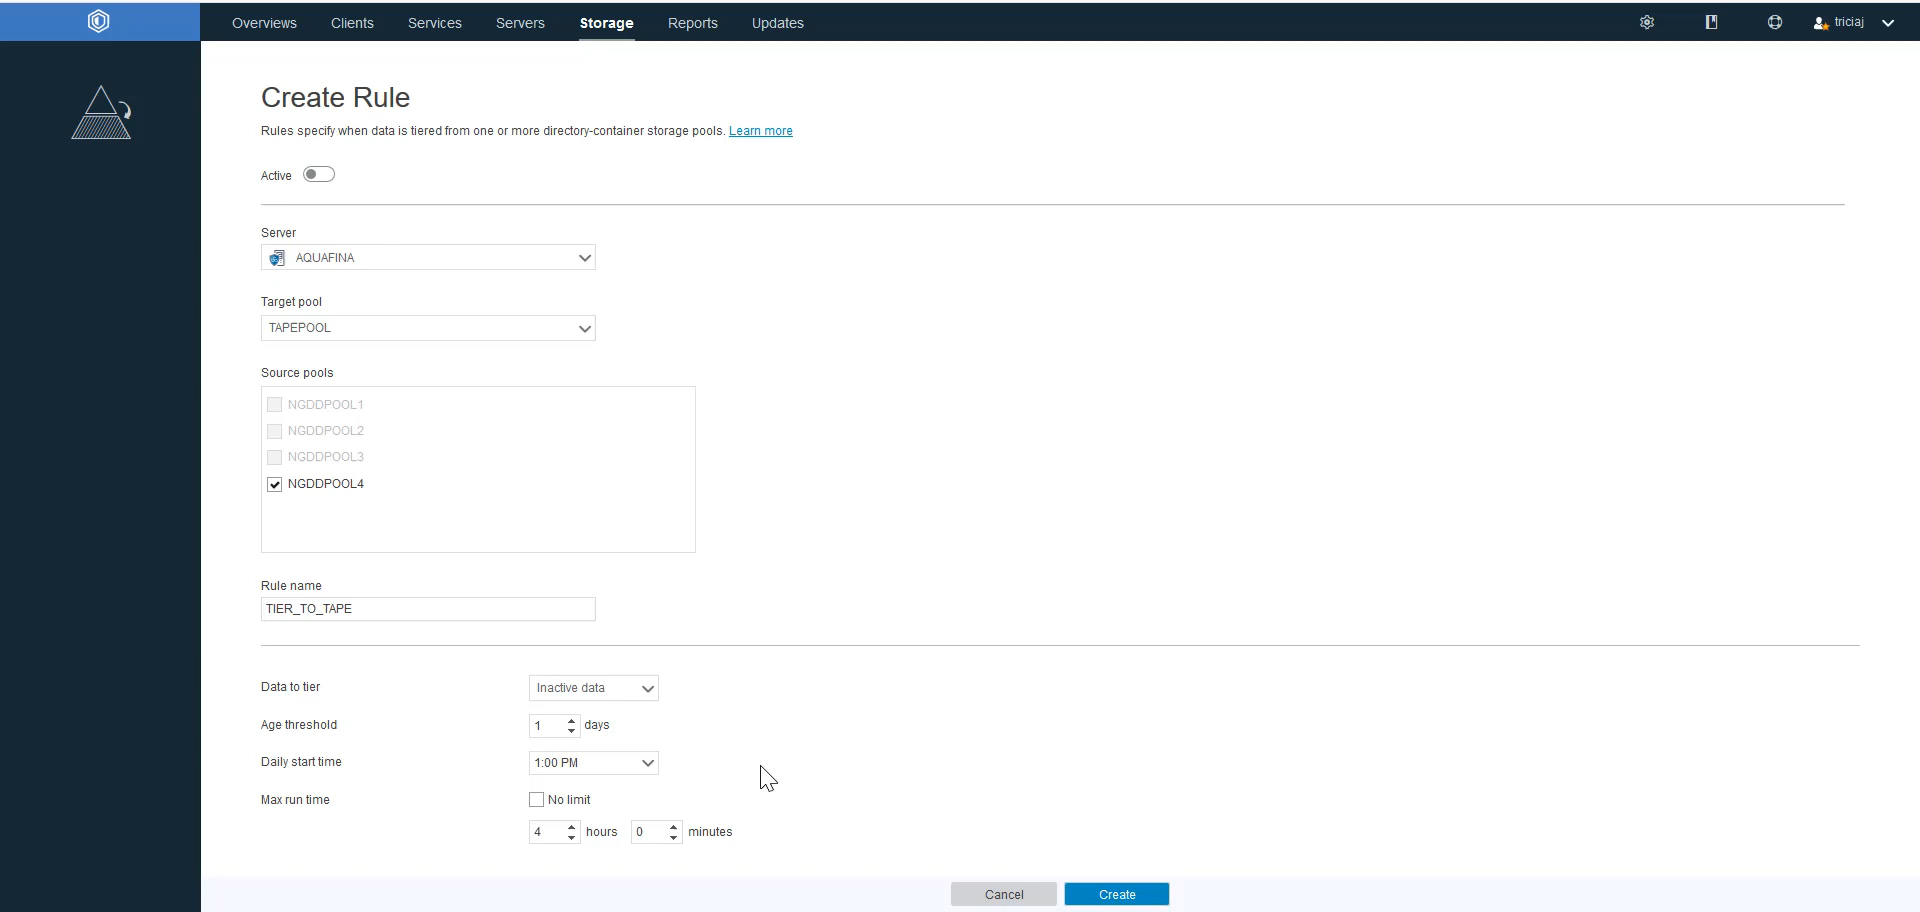 Overviews Clients Services Servers Storage Reports Updates triciaj
Create Rule
Rules specify when data is tiered from one or more directory-container storage pools. Learn more
Active
Server
AQUAFINA
Target pool
TAPEPOOL
Source pools
NGDDPOOL1
NGDDPOOL2
NGDDPOOL3
NGDDPOOL4
Rule name
TIER_TO_TAPE
Data to tier Inactive data
Age threshold 1 days
Daily start time 1:00 PM
Max run time No limit
4 hours 0 minutes
Cancel Create